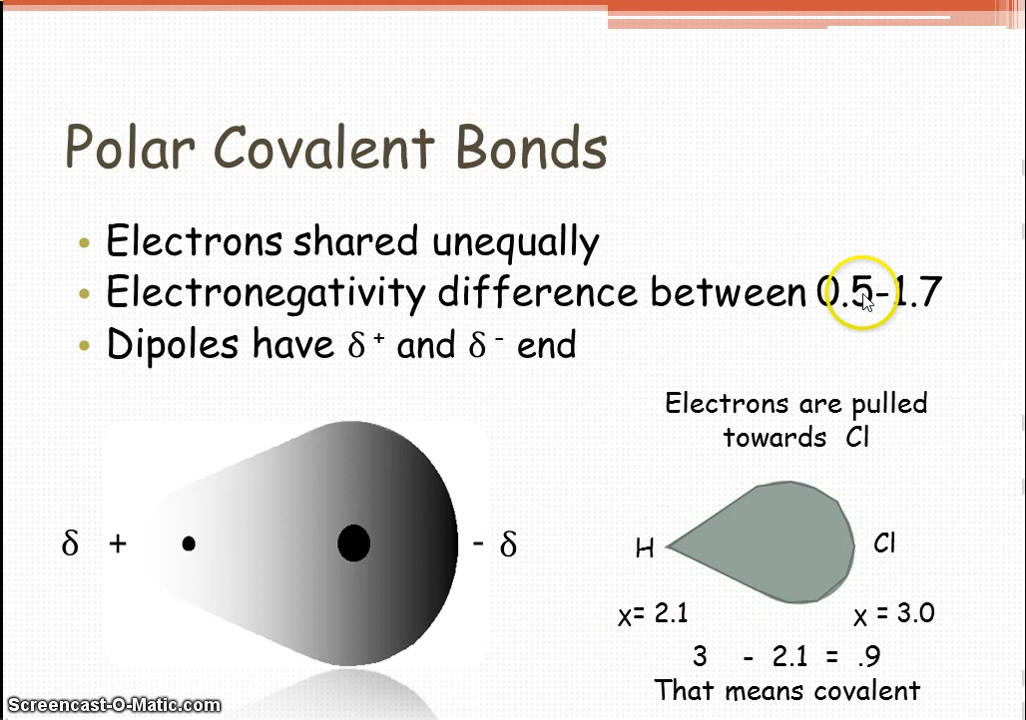 Polar Covalent Bonds
• Electrons shared unequally
• Electronegativity difference between 0.5-1.7
• Dipoles have δ⁺ and δ⁻ end
Electrons are pulled
towards Cl
δ + - δ
H Cl
x= 2.1 x = 3.0
3 - 2.1 = .9
That means covalent
Screencast-O-Matic.com